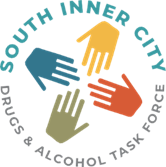 SOUTH INNER CITY
DRUGS & ALCOHOL TASK FORCE